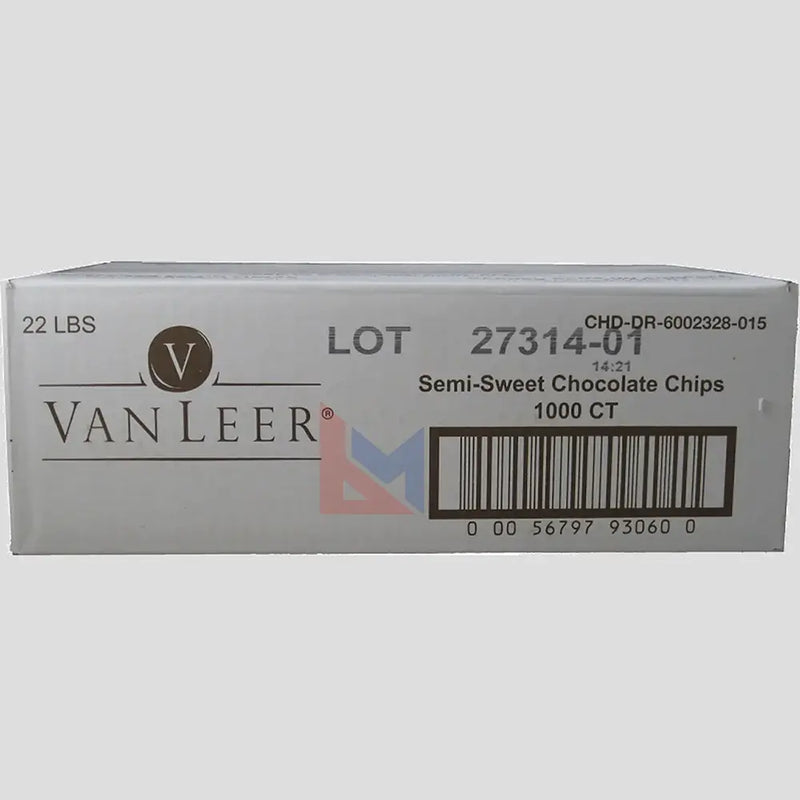 22 LBS
CHD-DR-6002328-015
LOT 27314-01
14:21
V
VAN LEER®
Semi-Sweet Chocolate Chips
1000 CT
0 00 56797 93060 0